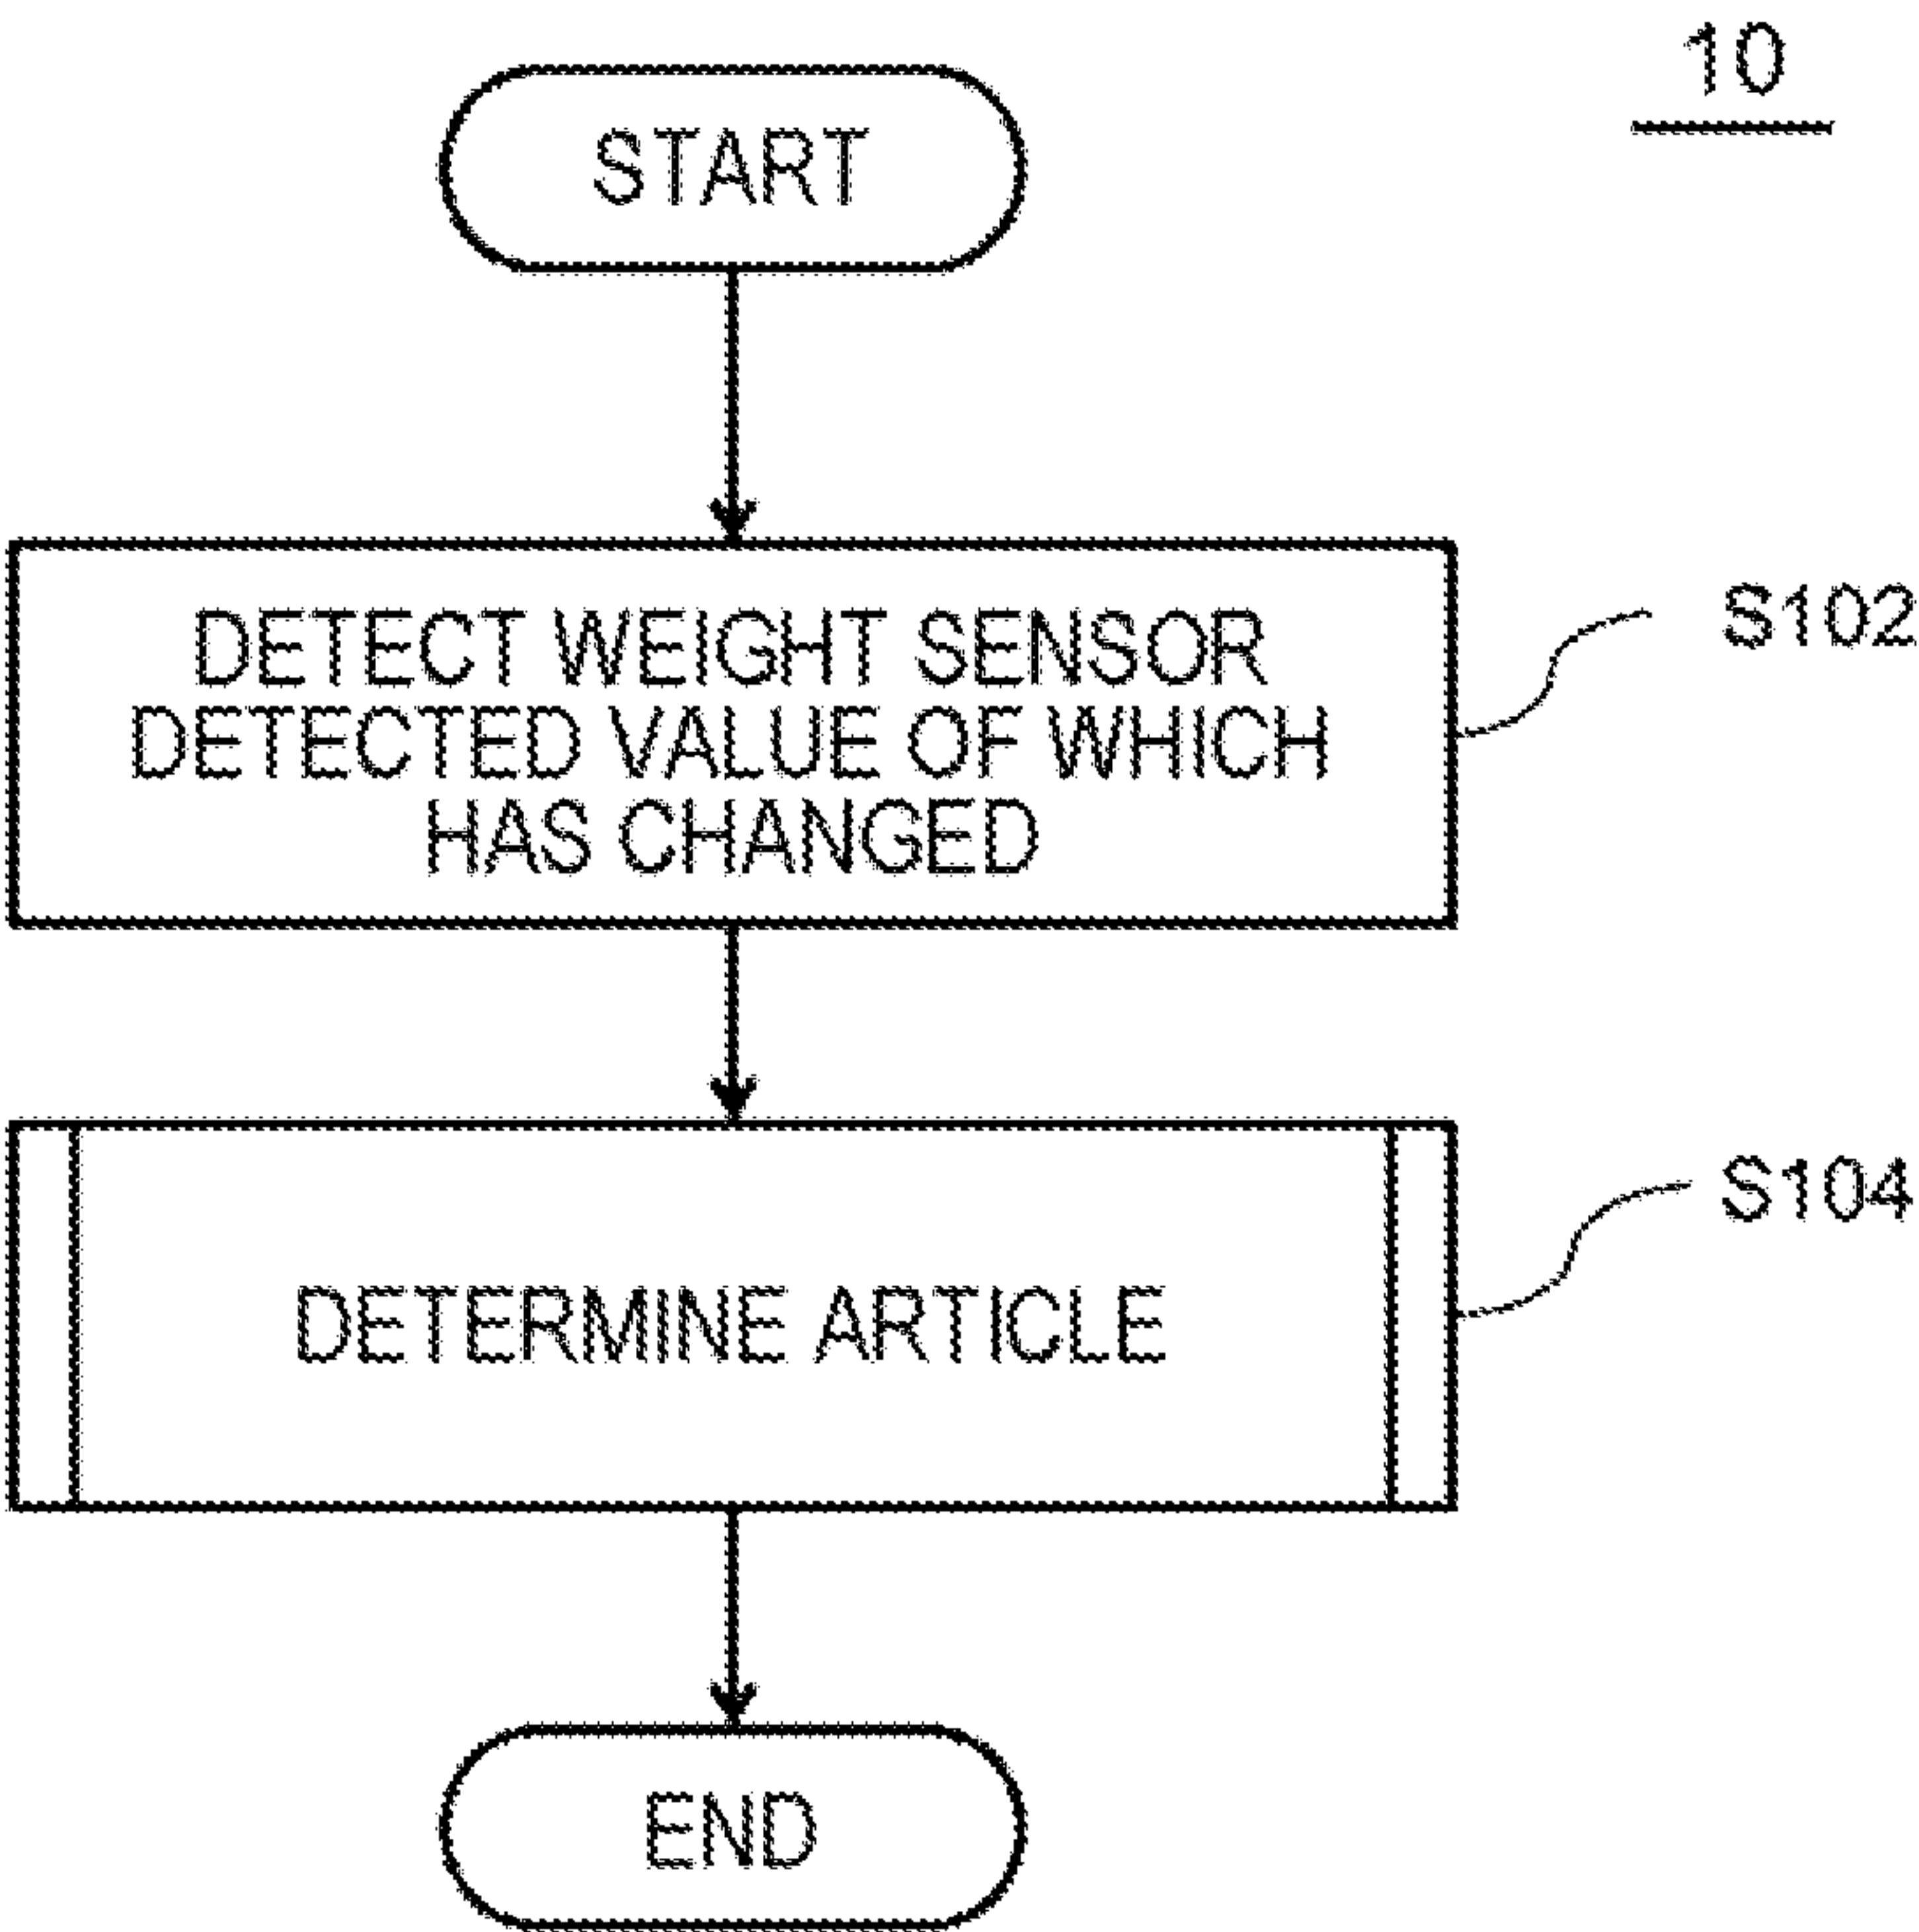 10
START
DETECT WEIGHT SENSOR
DETECTED VALUE OF WHICH
HAS CHANGED
S102
DETERMINE ARTICLE
S104
END